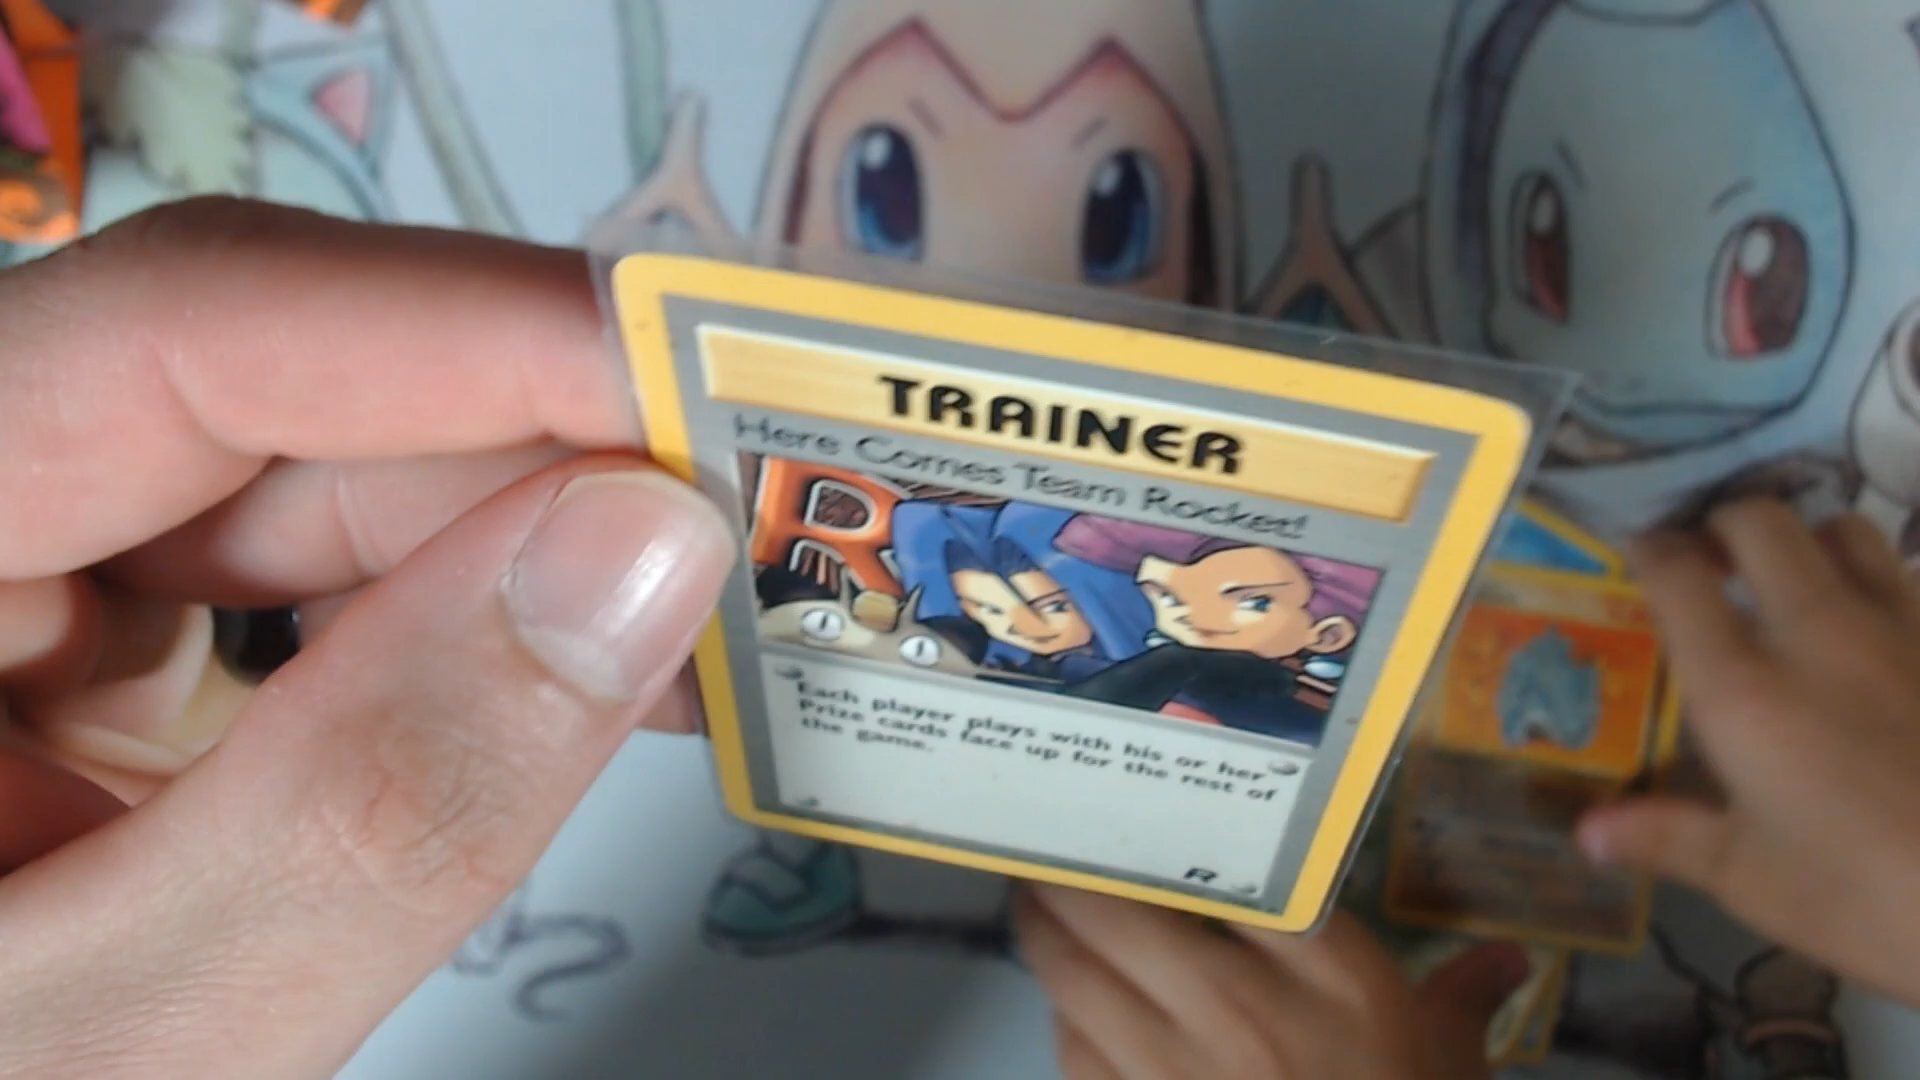 TRAINER
Here Comes Team Rocket!
R
Each player plays with his or her
Prize cards face up for the rest of
the game.
R